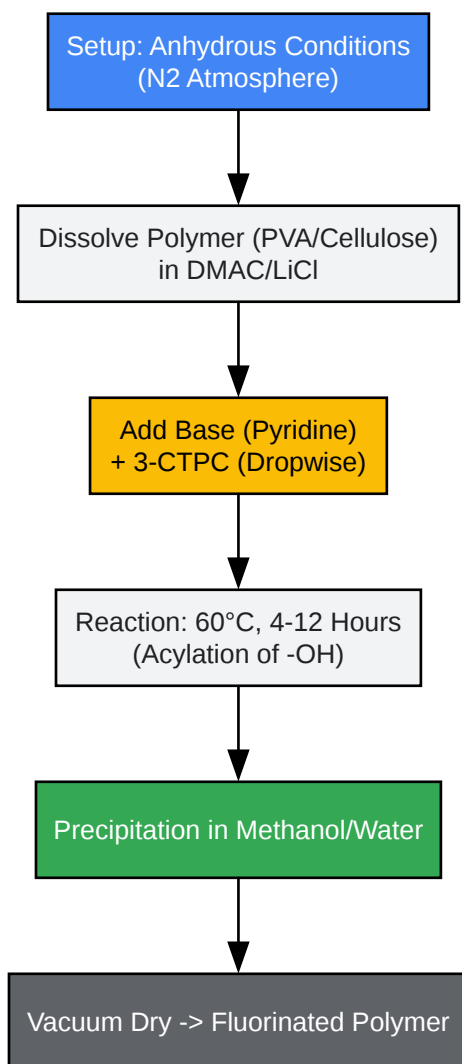 Setup: Anhydrous Conditions
(N2 Atmosphere)
Dissolve Polymer (PVA/Cellulose)
in DMAC/LiCl
Add Base (Pyridine)
+ 3-CTPC (Dropwise)
Reaction: 60°C, 4-12 Hours
(Acylation of -OH)
Precipitation in Methanol/Water
Vacuum Dry -> Fluorinated Polymer